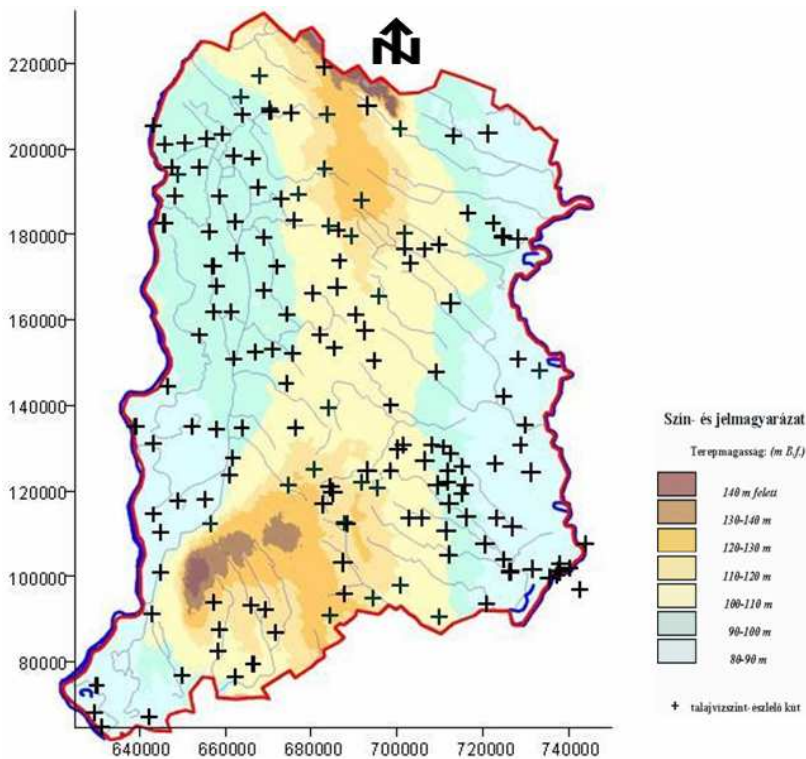 N
220000
200000
180000
160000
140000
120000
100000
80000
640000
660000
680000
700000
720000
740000
Szín- és jelmagyarázat
Terepmagasság: (m B.f.)
140 m felett
130-140 m
120-130 m
110-120 m
100-110 m
90-100 m
80-90 m
talajvízszint-észlelő kút